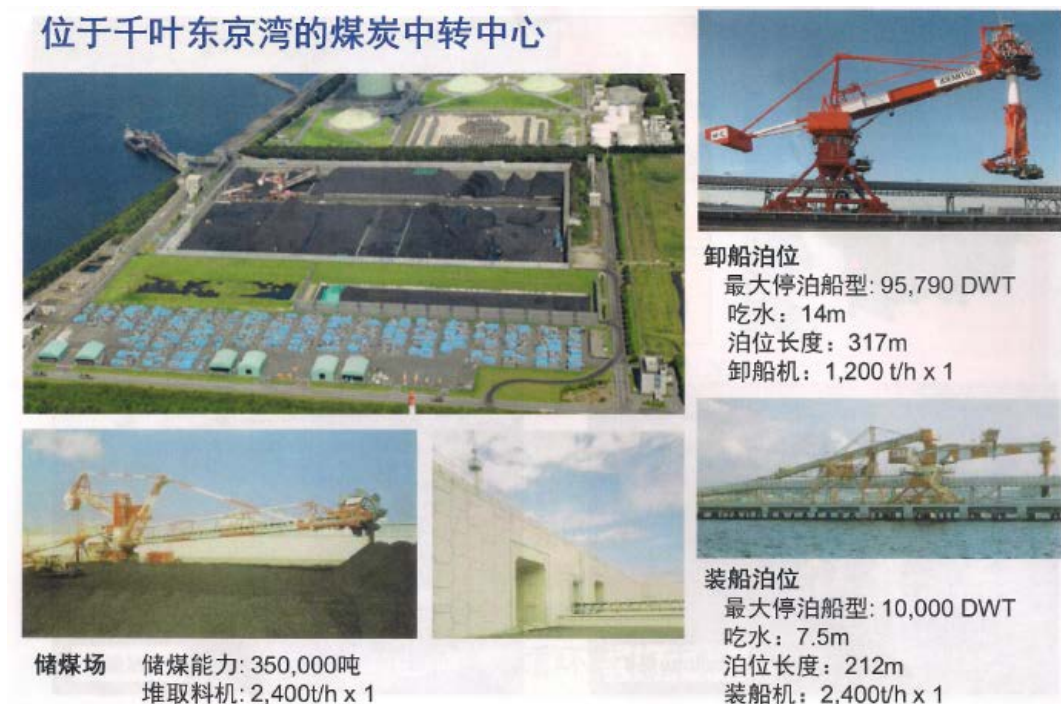 位于千叶东京湾的煤炭中转中心
IDEMITSU
卸船泊位
最大停泊船型: 95,790 DWT
吃水：14m
泊位长度：317m
卸船机：1,200 t/h x 1
装船泊位
最大停泊船型: 10,000 DWT
吃水：7.5m
泊位长度：212m
装船机：2,400t/h x 1
储煤场 储煤能力: 350,000吨
堆取料机: 2,400t/h x 1